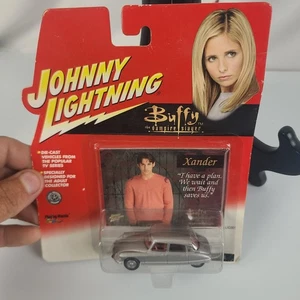 JOHNNY
LIGHTNING
Buffy
the vampire slayer
• DIE-CAST
VEHICLES FROM
THE POPULAR
TV SERIES
• SPECIALLY
DESIGNED FOR
THE ADULT
COLLECTOR
Xander
"I have a plan.
We wait and
then Buffy
saves us."